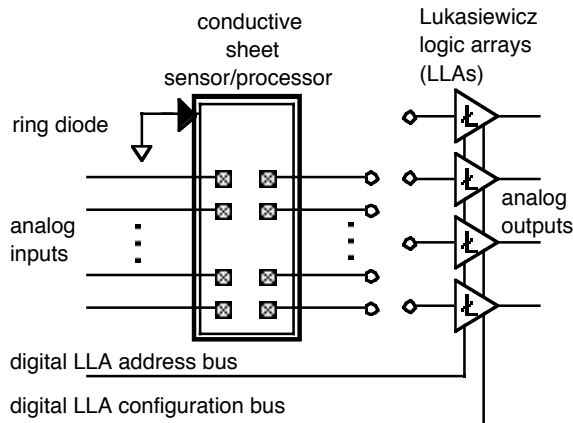 conductive
sheet
sensor/processor
Lukasiewicz
logic arrays
(LLAs)
ring diode
analog
inputs
analog
outputs
digital LLA address bus
digital LLA configuration bus